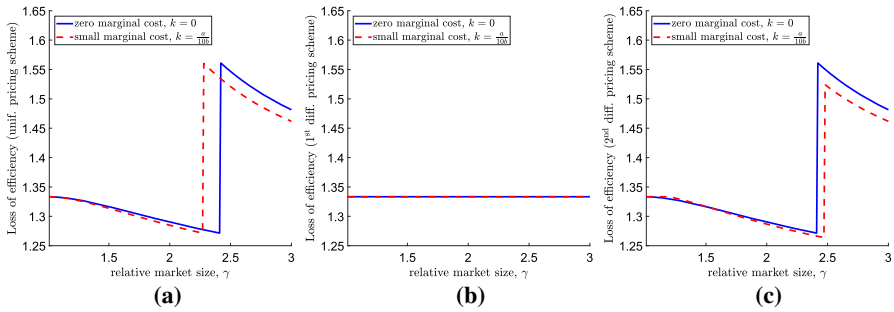 Loss of efficiency (unif. pricing scheme)
1.65
1.6
1.55
1.5
1.45
1.4
1.35
1.3
1.25
zero marginal cost, k = 0
small marginal cost, k = a/10b
1.5 2 2.5 3
relative market size, γ
(a)
Loss of efficiency (1st diff. pricing scheme)
1.65
1.6
1.55
1.5
1.45
1.4
1.35
1.3
1.25
zero marginal cost, k = 0
small marginal cost, k = a/10b
1.5 2 2.5 3
relative market size, γ
(b)
Loss of efficiency (2nd diff. pricing scheme)
1.65
1.6
1.55
1.5
1.45
1.4
1.35
1.3
1.25
zero marginal cost, k = 0
small marginal cost, k = a/10b
1.5 2 2.5 3
relative market size, γ
(c)